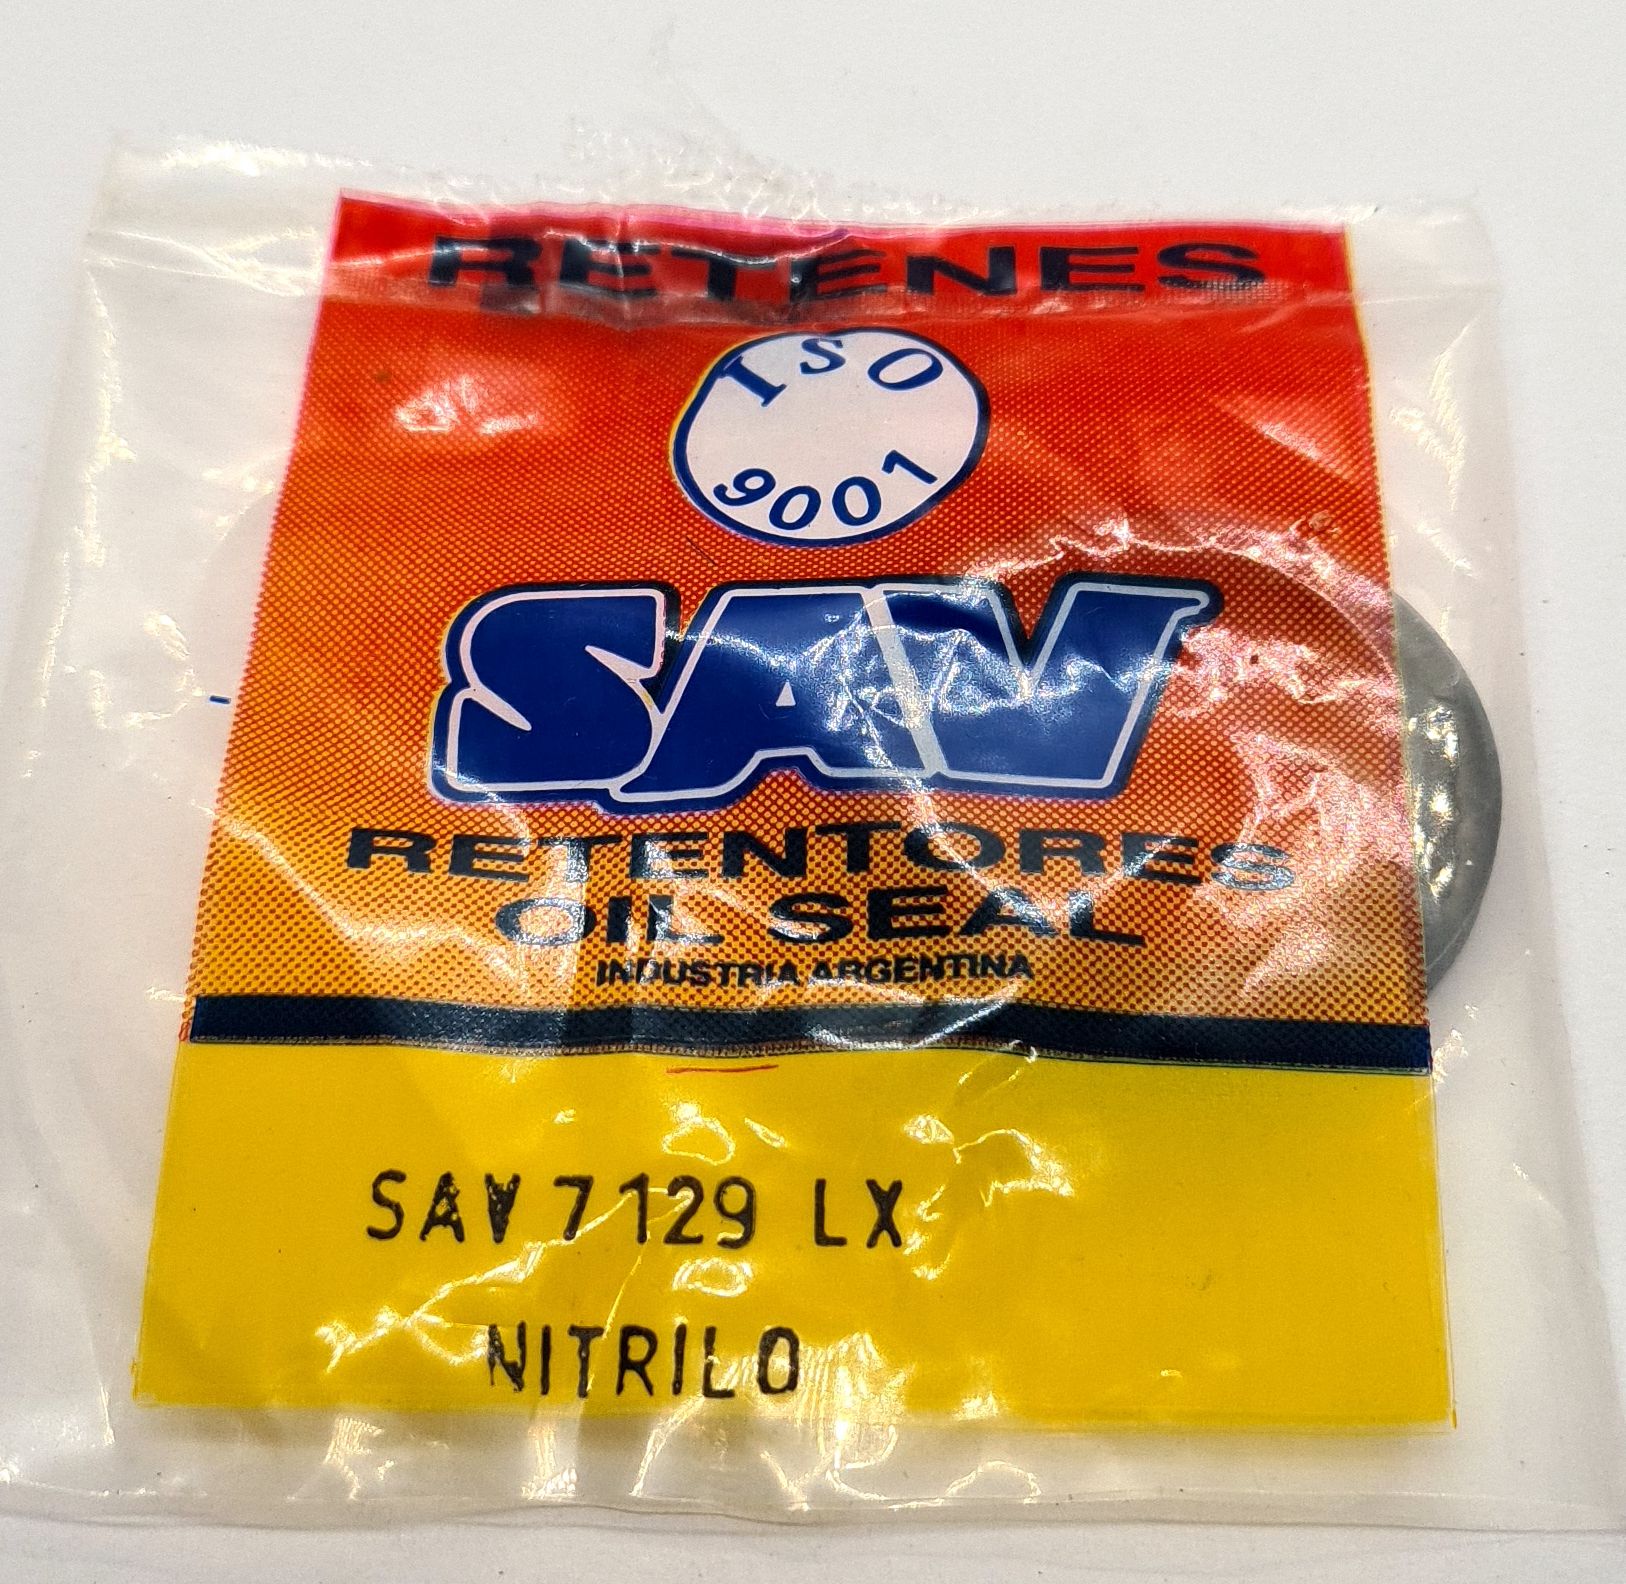 RETENES
ISO
9001
SAV
RETENTORES
OIL SEAL
INDUSTRIA ARGENTINA
SAV 7129 LX
NITRILO